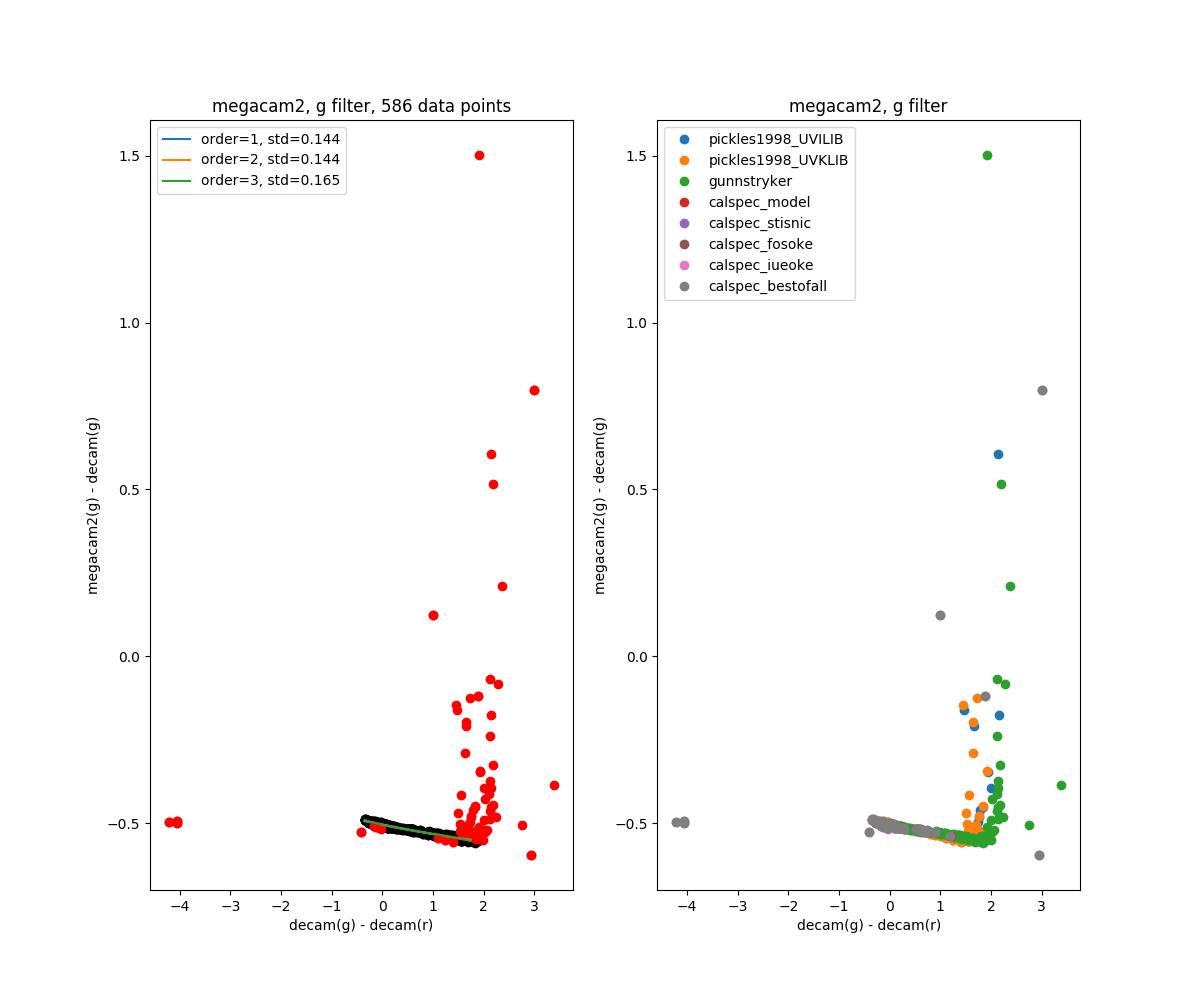 megacam2, g filter, 586 data points
order=1, std=0.144
order=2, std=0.144
order=3, std=0.165
1.5
1.0
0.5
0.0
−0.5
megacam2(g) - decam(g)
−4
−3
−2
−1
0
1
2
3
decam(g) - decam(r)
megacam2, g filter
pickles1998_UVILIB
pickles1998_UVKLIB
gunnstryker
calspec_model
calspec_stisnic
calspec_fosoke
calspec_iueoke
calspec_bestofall
1.5
1.0
0.5
0.0
−0.5
megacam2(g) - decam(g)
−4
−3
−2
−1
0
1
2
3
decam(g) - decam(r)